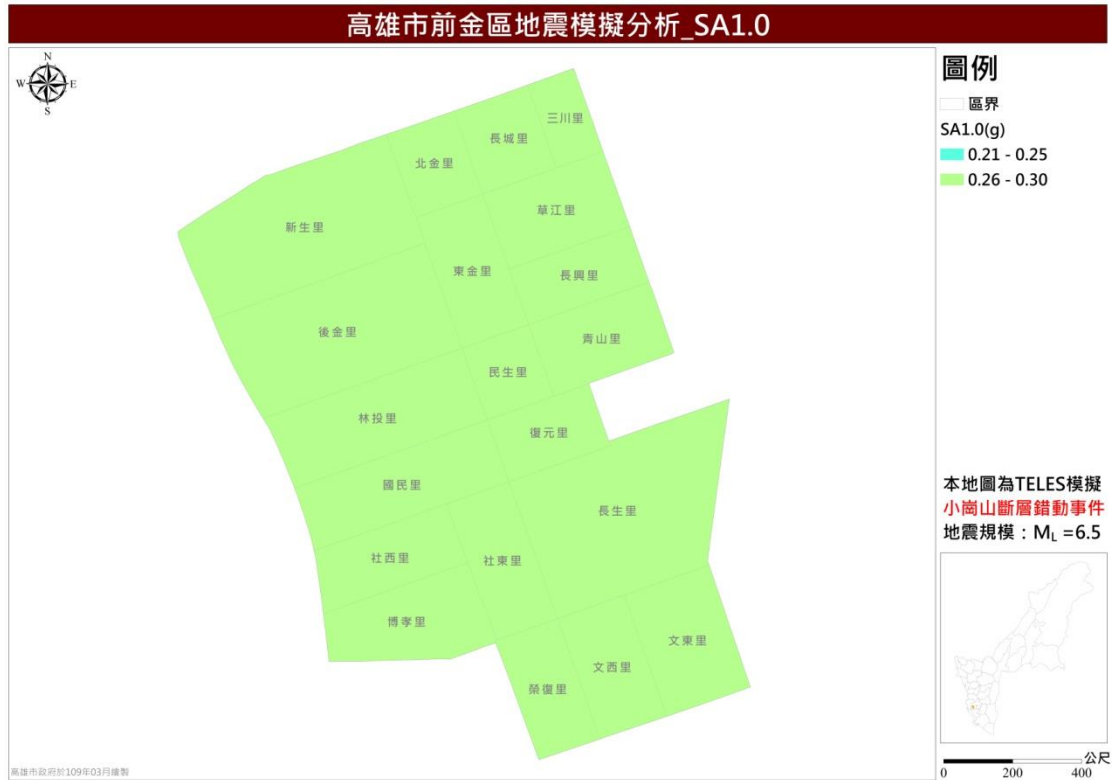 高雄市前金區地震模擬分析_SA1.0
N
W
E
S
圖例
區界
SA1.0(g)
0.21 - 0.25
0.26 - 0.30
三川里
長城里
北金里
草江里
新生里
東金里
長興里
後金里
青山里
民生里
林投里
復元里
國民里
長生里
社西里
社東里
博孝里
文東里
文西里
榮復里
本地圖為TELES模擬
小崗山斷層錯動事件
地震規模：ML =6.5
公尺
0 200 400
高雄市政府於109年03月繪製